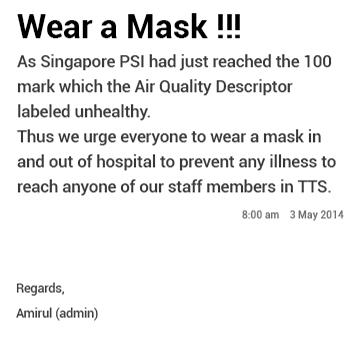 Wear a Mask !!!
As Singapore PSI had just reached the 100
mark which the Air Quality Descriptor
labeled unhealthy.
Thus we urge everyone to wear a mask in
and out of hospital to prevent any illness to
reach anyone of our staff members in TTS.
8:00 am 3 May 2014
Regards,
Amirul (admin)